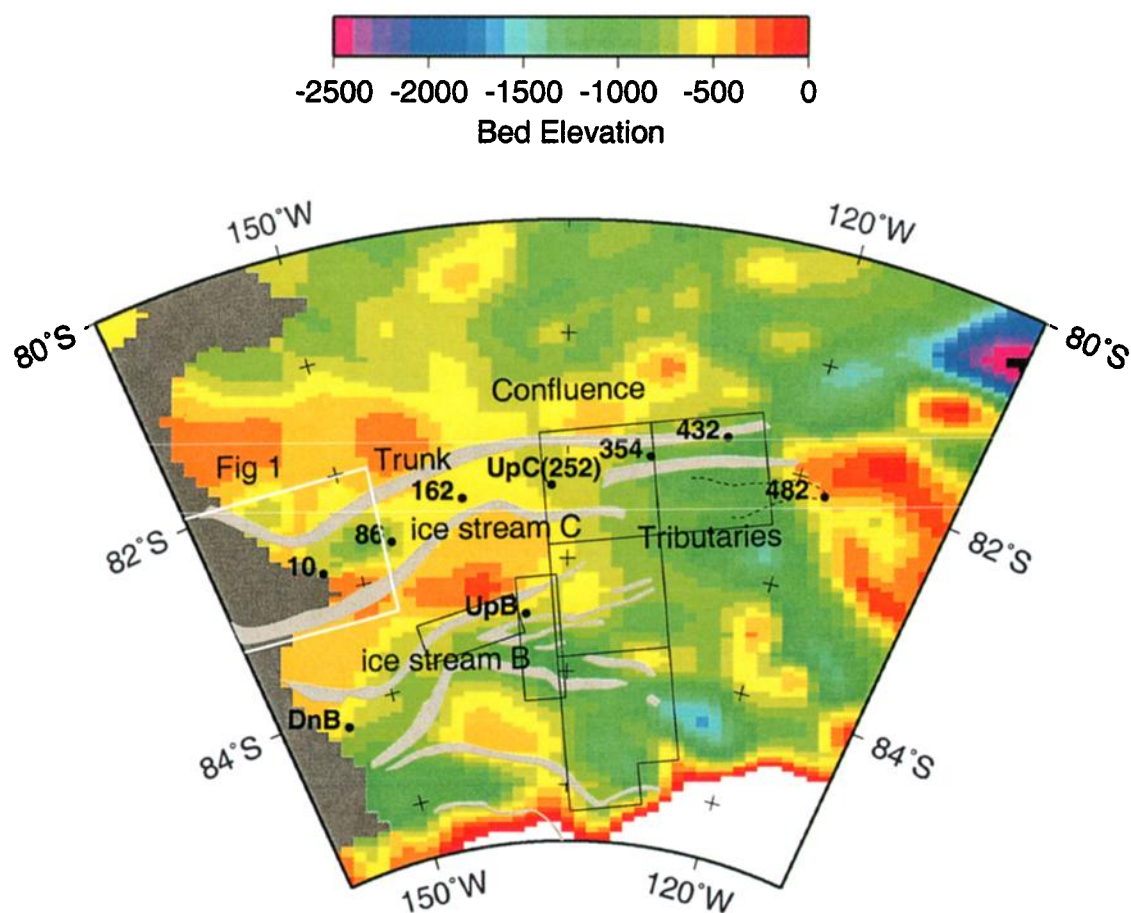 -2500 -2000 -1500 -1000 -500 0
Bed Elevation
150˚W 120˚W
80˚S 80˚S
Confluence
432
354
Fig 1 Trunk UpC(252)
162 482
86 ice stream C Tributaries
82˚S 82˚S
10
UpB
ice stream B
DnB
84˚S 84˚S
150˚W 120˚W